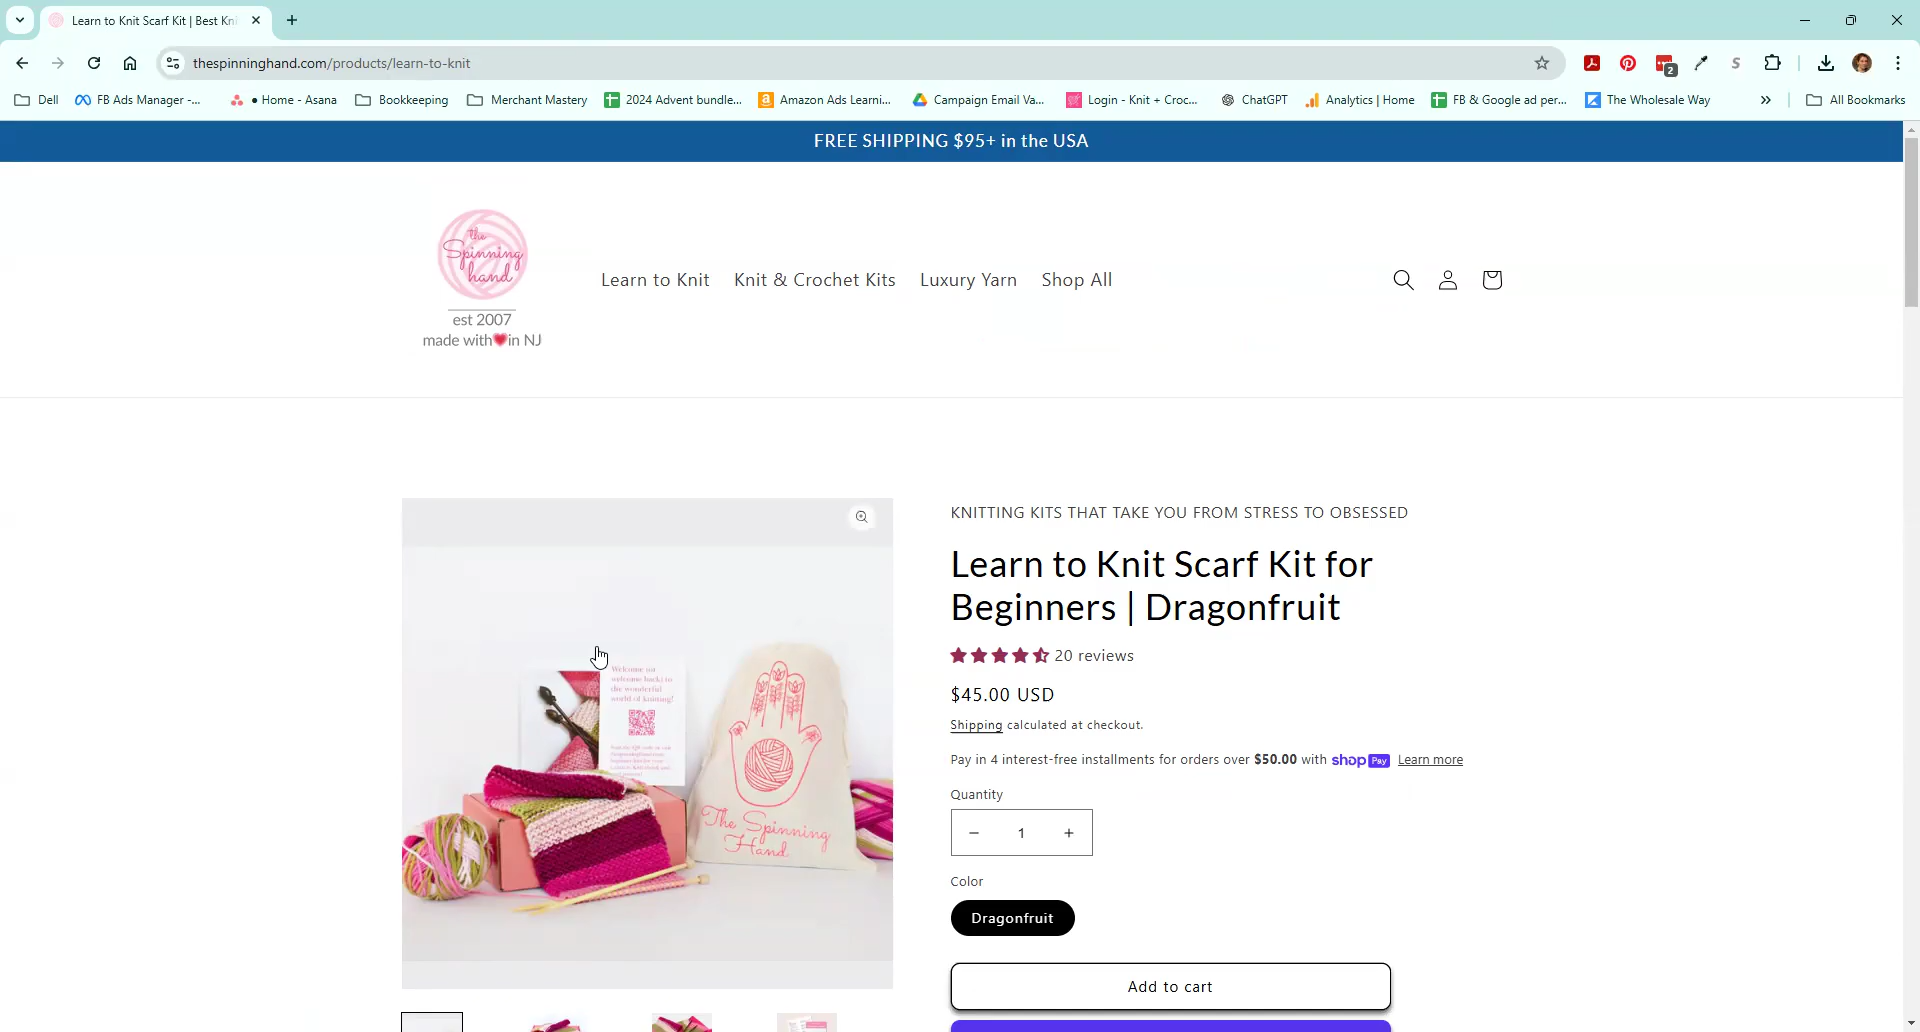 Learn to Knit Scarf Kit | Best Kni
thespinninghand.com/products/learn-to-knit
2
Dell
FB Ads Manager -...
• Home - Asana
Bookkeeping
Merchant Mastery
2024 Advent bundle...
Amazon Ads Learni...
Campaign Email Va...
Login - Knit + Croc...
ChatGPT
Analytics | Home
FB & Google ad per...
The Wholesale Way
All Bookmarks
FREE SHIPPING $95+ in the USA
the
Spinning
hand
est 2007
made with❤in NJ
Learn to Knit
Knit & Crochet Kits
Luxury Yarn
Shop All
KNITTING KITS THAT TAKE YOU FROM STRESS TO OBSESSED
Learn to Knit Scarf Kit for
Beginners | Dragonfruit
20 reviews
$45.00 USD
Shipping calculated at checkout.
Pay in 4 interest-free installments for orders over $50.00 with shop Pay Learn more
Quantity
− 1 +
Color
Dragonfruit
Add to cart
Welcome (or
welcome back) to
the wonderful
world of knitting!
The Spinning
Hand